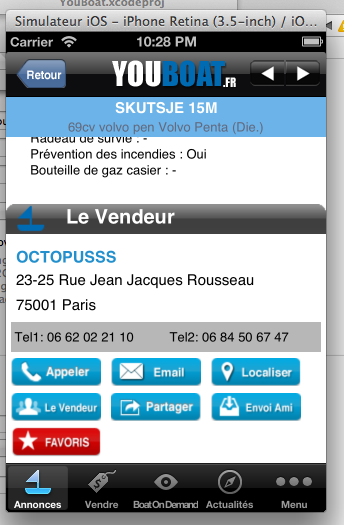 YouBoat.xcodeproj
Simulateur iOS - iPhone Retina (3.5-inch) / iO...
Carrier 10:28 PM
Retour YOUBOAT.FR
SKUTSJE 15M
69cv volvo pen Volvo Penta (Die.)
Radeau de survie : -
Prévention des incendies : Oui
Bouteille de gaz casier : -
Le Vendeur
OCTOPUSSS
23-25 Rue Jean Jacques Rousseau
75001 Paris
Tel1: 06 62 02 21 10 Tel2: 06 84 50 67 47
Appeler Email Localiser
Le Vendeur Partager Envoi Ami
FAVORIS
Annonces Vendre BoatOnDemand Actualités Menu